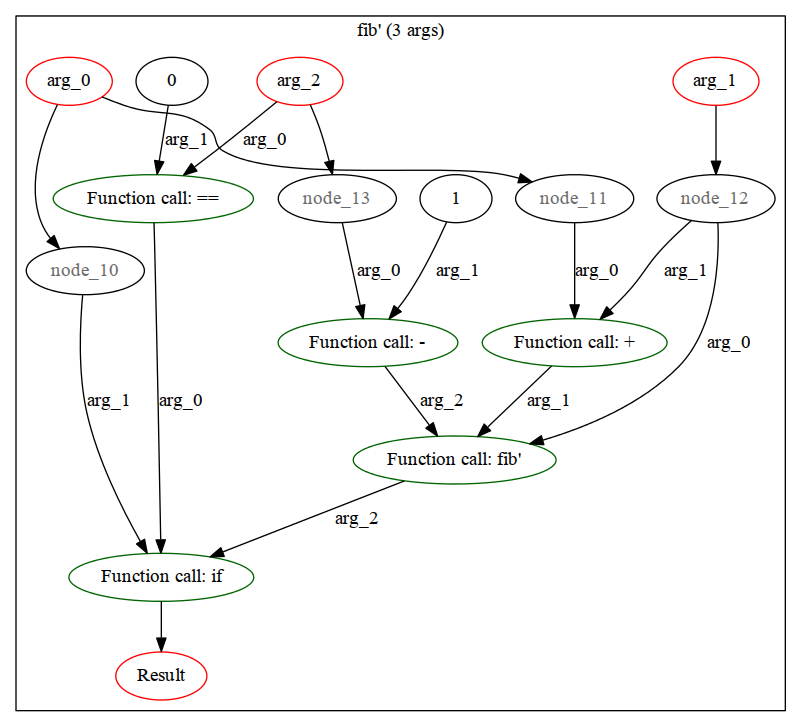 fib' (3 args)
arg_0
0
arg_2
arg_1
arg_1
arg_0
Function call: ==
node_13
1
node_11
node_12
node_10
arg_0
arg_1
arg_0
arg_1
Function call: -
Function call: +
arg_0
arg_1
arg_0
arg_2
arg_1
Function call: fib'
arg_2
Function call: if
Result